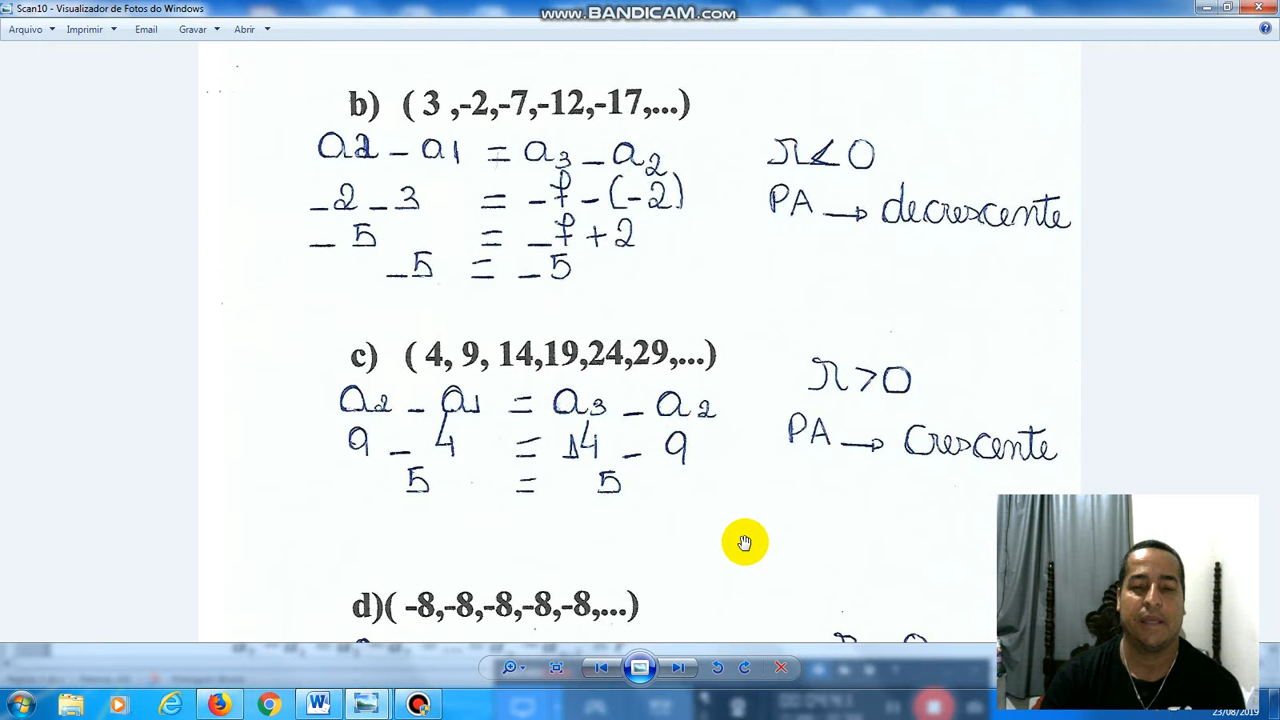 Scan10 - Visualizador de Fotos do Windows
www.BANDICAM.com
Arquivo Imprimir Email Gravar Abrir
b) ( 3 ,-2,-7,-12,-17,...)
a2 - a1 = a3 - a2
r < 0
-2 - 3 = -7 - (-2)
PA → decrescente
-5 = -7 + 2
-5 = -5
c) ( 4, 9, 14,19,24,29,...)
r > 0
a2 - a1 = a3 - a2
9 - 4 = 14 - 9
PA → Crescente
5 = 5
d)( -8,-8,-8,-8,-8,...)
23/08/2019